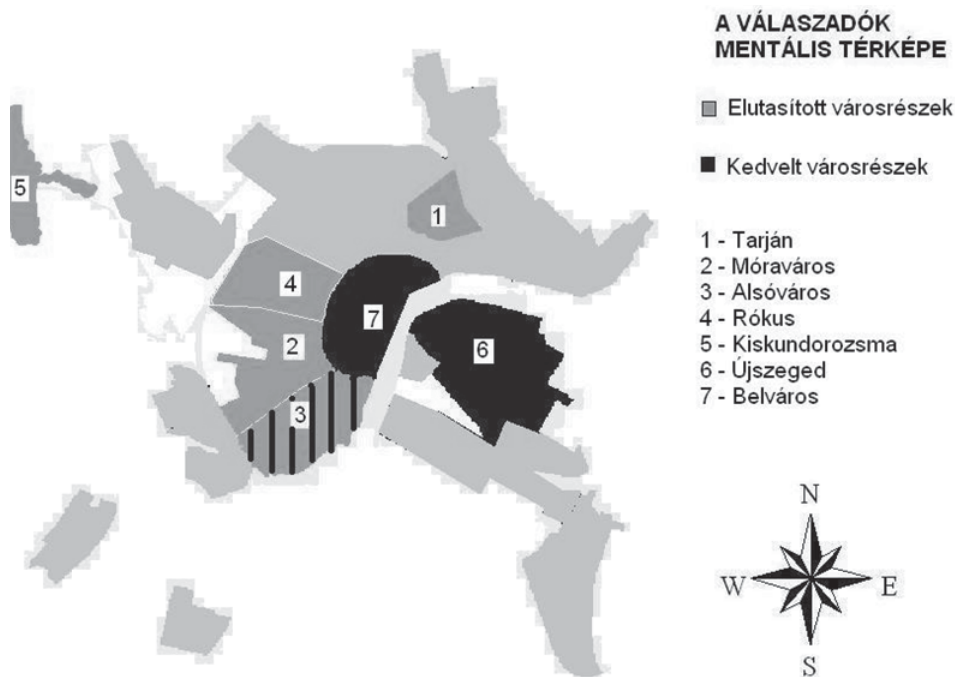 A VÁLASZADÓK
MENTÁLIS TÉRKÉPE
Elutasított városrészek
Kedvelt városrészek
1 - Tarján
2 - Móraváros
3 - Alsóváros
4 - Rókus
5 - Kiskundorozsma
6 - Újszeged
7 - Belváros
5
1
4
7
2
6
3
N
W
E
S